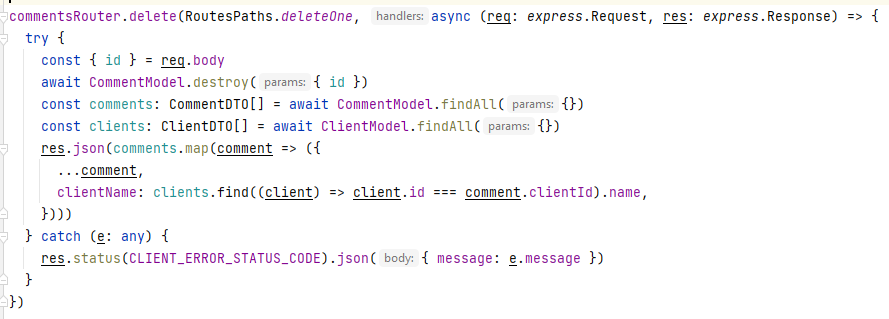 commentsRouter.delete(RoutesPaths.deleteOne, handlers: async (req: express.Request, res: express.Response) => {
  try {
    const { id } = req.body
    await CommentModel.destroy( params: { id })
    const comments: CommentDTO[] = await CommentModel.findAll( params: {})
    const clients: ClientDTO[] = await ClientModel.findAll( params: {})
    res.json(comments.map(comment => ({
      ...comment,
      clientName: clients.find((client) => client.id === comment.clientId).name,
    })))
  } catch (e: any) {
    res.status(CLIENT_ERROR_STATUS_CODE).json( body: { message: e.message })
  }
})